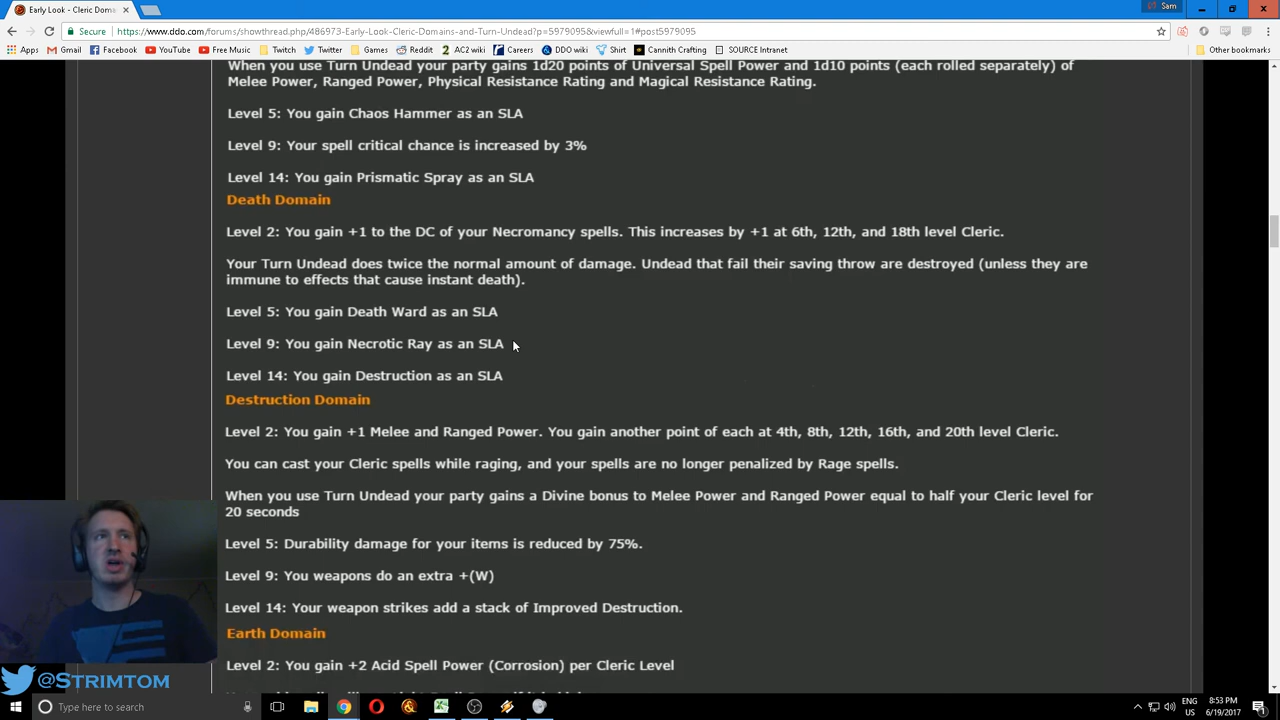 Early Look - Cleric Doma
Sam
Secure
https://www.ddo.com/forums/showthread.php/486973-Early-Look-Cleric-Domains-and-Turn-Undead?p=5979095&viewfull=1#post5979095
Apps Gmail Facebook YouTube Free Music Twitch Twitter Games Reddit AC2 wiki Careers DDO wiki Shirt Cannith Crafting SOURCE Intranet Other bookmarks
When you use Turn Undead your party gains 1d20 points of Universal Spell Power and 1d10 points (each rolled separately) of
Melee Power, Ranged Power, Physical Resistance Rating and Magical Resistance Rating.
Level 5: You gain Chaos Hammer as an SLA
Level 9: Your spell critical chance is increased by 3%
Level 14: You gain Prismatic Spray as an SLA
Death Domain
Level 2: You gain +1 to the DC of your Necromancy spells. This increases by +1 at 6th, 12th, and 18th level Cleric.
Your Turn Undead does twice the normal amount of damage. Undead that fail their saving throw are destroyed (unless they are
immune to effects that cause instant death).
Level 5: You gain Death Ward as an SLA
Level 9: You gain Necrotic Ray as an SLA
Level 14: You gain Destruction as an SLA
Destruction Domain
Level 2: You gain +1 Melee and Ranged Power. You gain another point of each at 4th, 8th, 12th, 16th, and 20th level Cleric.
You can cast your Cleric spells while raging, and your spells are no longer penalized by Rage spells.
When you use Turn Undead your party gains a Divine bonus to Melee Power and Ranged Power equal to half your Cleric level for
20 seconds
Level 5: Durability damage for your items is reduced by 75%.
Level 9: You weapons do an extra +(W)
Level 14: Your weapon strikes add a stack of Improved Destruction.
Earth Domain
Level 2: You gain +2 Acid Spell Power (Corrosion) per Cleric Level
@STRIMTOM
Type here to search
ENG
US
8:53 PM
6/19/2017